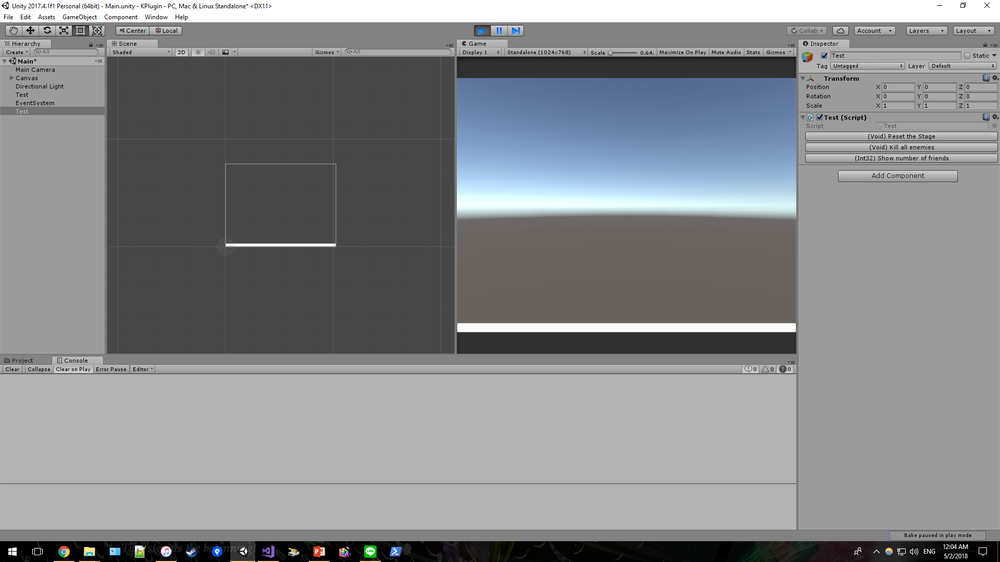 Unity 2017.4.1f1 Personal (64bit) - Main.unity - KPlugin - PC, Mac & Linux Standalone* <DX11>
File Edit Assets GameObject Component Window Help
Center Local Collab Account Layers Layout
Hierarchy
Create All
Main*
Main Camera
Canvas
Directional Light
Test
EventSystem
Test
Scene
Shaded 2D Gizmos All
Game
Display 1 Standalone (1024x768) Scale 0.64: Maximize On Play Mute Audio Stats Gizmos
Inspector
Test Static
Tag Untagged Layer Default
Transform
Position X 0 Y 0 Z 0
Rotation X 0 Y 0 Z 0
Scale X 1 Y 1 Z 1
Test (Script)
Script Test
(Void) Reset the Stage
(Void) Kill all enemies
(Int32) Show number of friends
Add Component
Project Console
Clear Collapse Clear on Play Error Pause Editor 0 0 0
Bake paused in play mode
the beginning
LINE
ENG
12:04 AM
5/2/2018